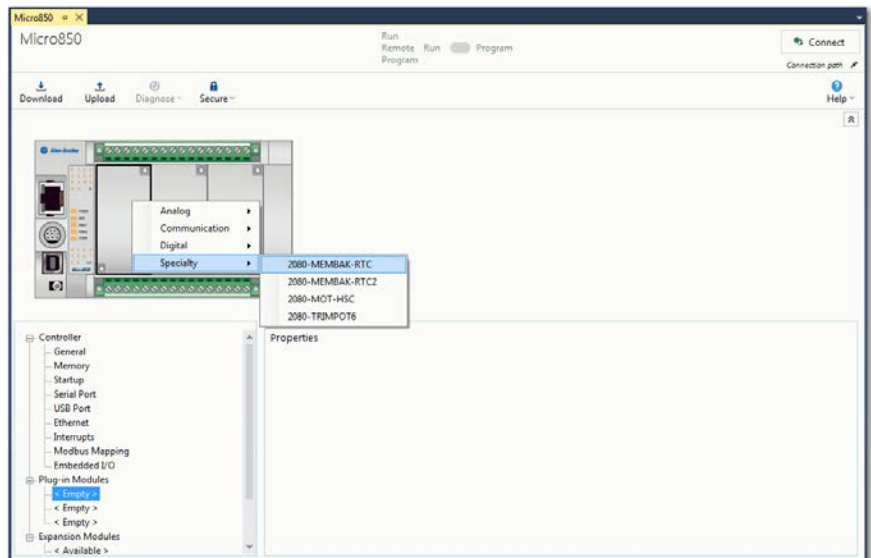 Micro850
Micro850
Run
Remote Run Program
Program
Connect
Connection path
Download Upload Diagnose Secure
Help
Allen-Bradley
Analog
Communication
Digital
Specialty
2080-MEMBAK-RTC
2080-MEMBAK-RTC2
2080-MOT-HSC
2080-TRIMPOT6
Controller
General
Memory
Startup
Serial Port
USB Port
Ethernet
Interrupts
Modbus Mapping
Embedded I/O
Plug-in Modules
< Empty >
< Empty >
< Empty >
Expansion Modules
< Available >
Properties